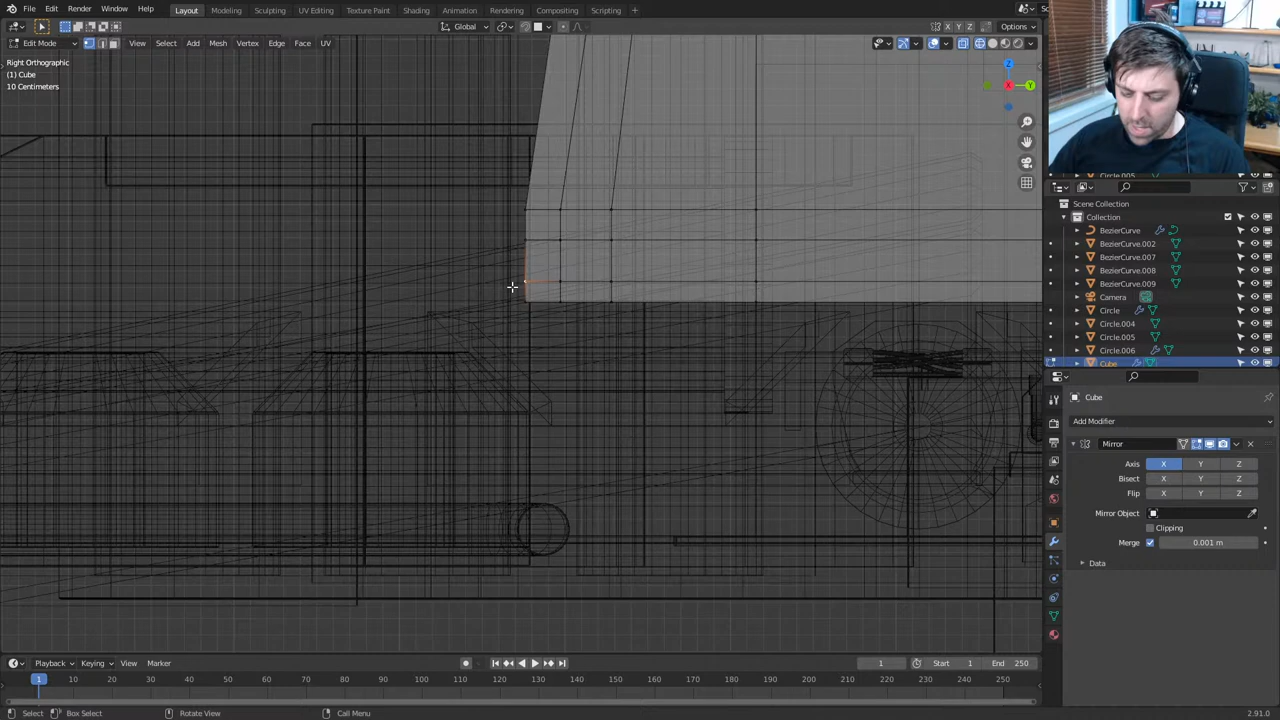 File Edit Render Window Help
Layout Modeling Sculpting UV Editing Texture Paint Shading Animation Rendering Compositing Scripting
Global Options
X Y Z
Edit Mode View Select Add Mesh Vertex Edge Face UV
Right Orthographic
(1) Cube
10 Centimeters
Z
X
Y
Circle.005
Scene Collection
Collection
BezierCurve
BezierCurve.002
BezierCurve.007
BezierCurve.008
BezierCurve.009
Camera
Circle
Circle.004
Circle.005
Circle.006
Cube
Cube
Add Modifier
Mirror
Axis X Y Z
Bisect X Y Z
Flip X Y Z
Mirror Object
Clipping
Merge 0.001 m
Data
Playback Keying View Marker
1 Start 1 End 250
1 10 20 30 40 50 60 70 80 90 100 110 120 130 140 150 160 170 180 190 200 210 220 230 240 250
Select Box Select Rotate View Call Menu 2.91.0